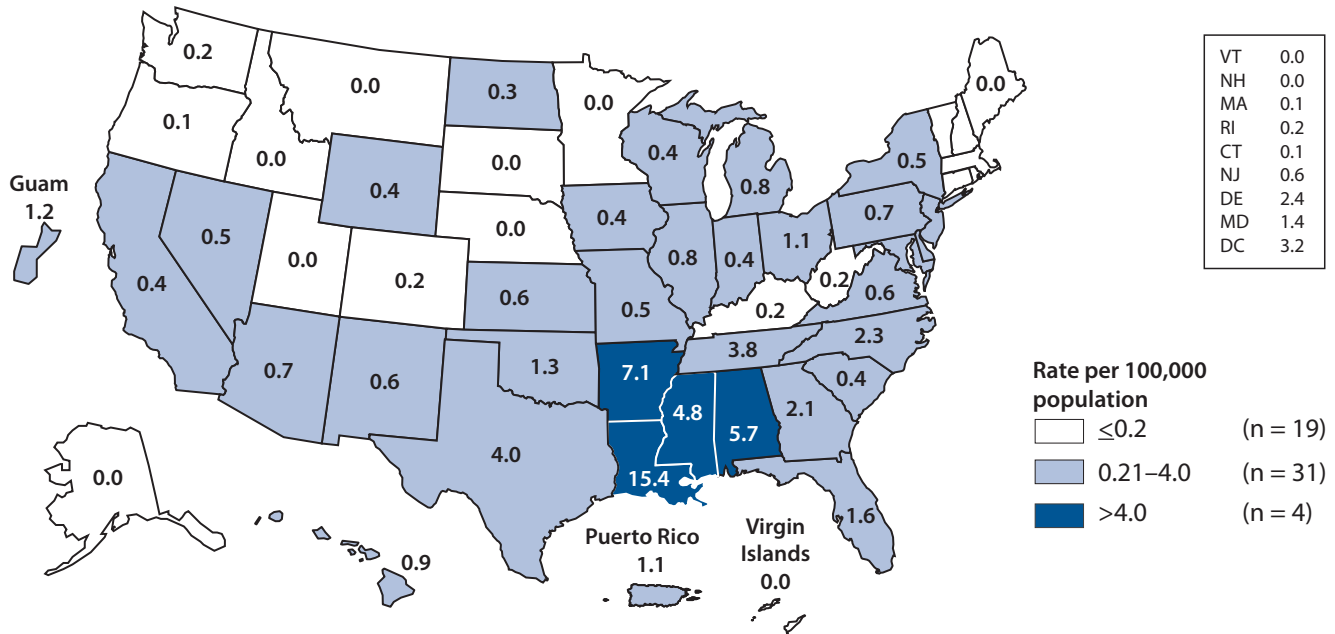 0.2
0.0
0.3
0.0
0.0
0.1
0.0
0.4
0.0
0.4
0.8
0.5
Guam
1.2
0.5
0.0
0.2
0.0
0.4
0.8
0.4
1.1
0.7
0.4
0.6
0.5
0.2
0.2
0.6
0.7
0.6
1.3
7.1
3.8
2.3
0.4
4.0
15.4
4.8
5.7
2.1
1.6
0.0
0.9
Puerto Rico
1.1
Virgin
Islands
0.0
VT 0.0
NH 0.0
MA 0.1
RI 0.2
CT 0.1
NJ 0.6
DE 2.4
MD 1.4
DC 3.2
Rate per 100,000
population
≤0.2 (n = 19)
0.21–4.0 (n = 31)
>4.0 (n = 4)